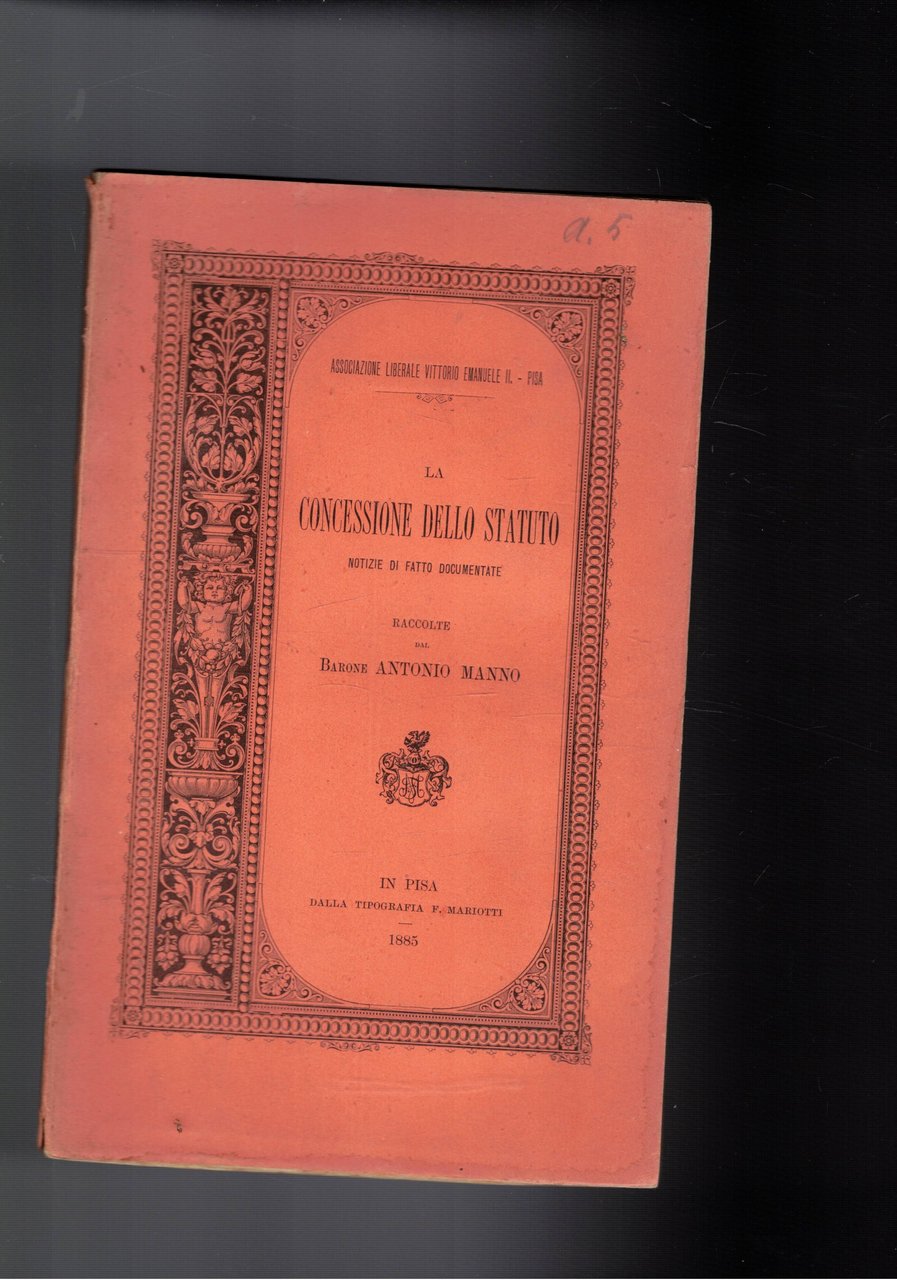 a. 5
ASSOCIAZIONE LIBERALE VITTORIO EMANUELE II. - PISA
LA
CONCESSIONE DELLO STATUTO
NOTIZIE DI FATTO DOCUMENTATE
RACCOLTE
DAL
BARONE ANTONIO MANNO
IN PISA
DALLA TIPOGRAFIA F. MARIOTTI
1885